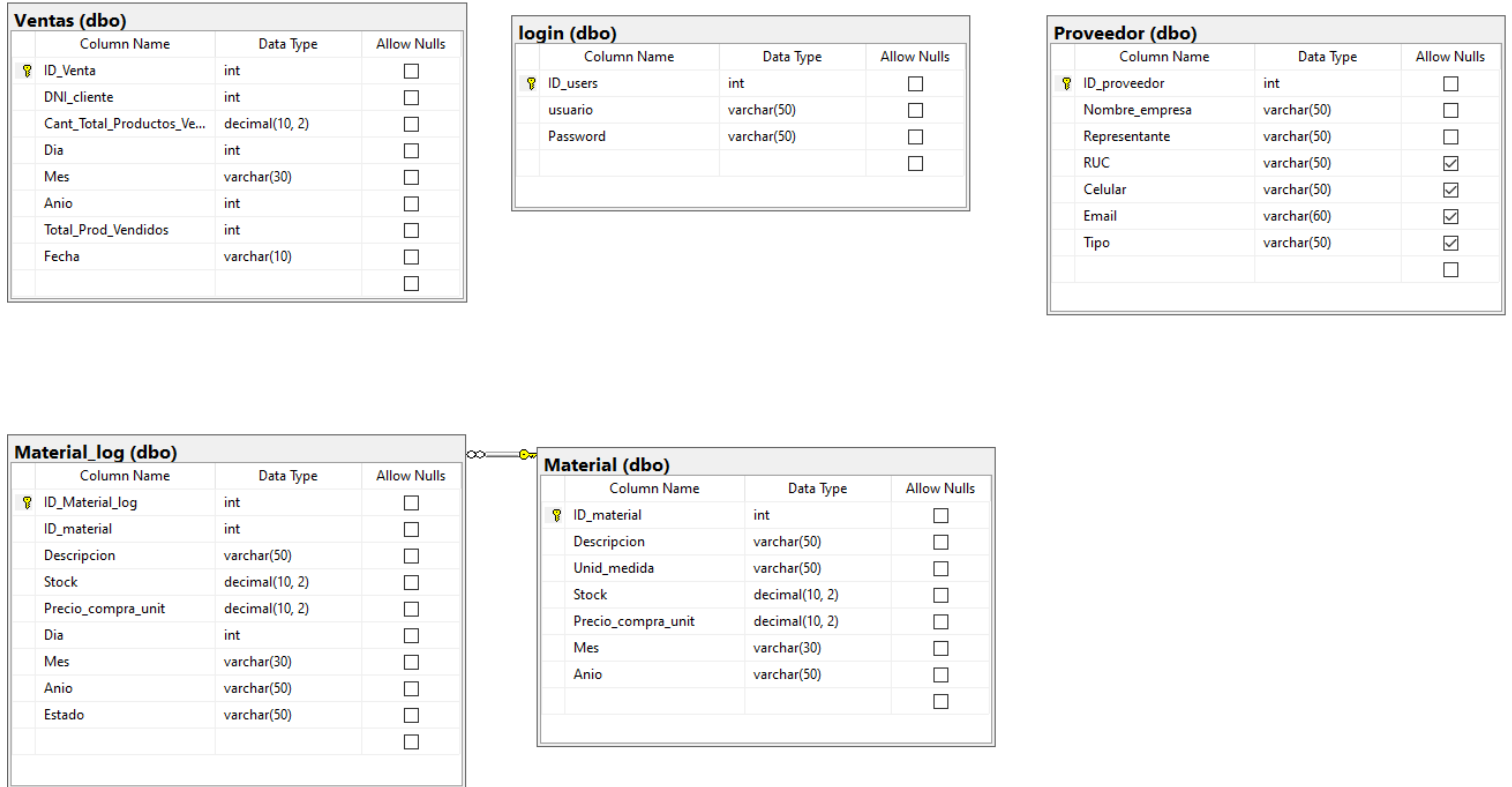 Ventas (dbo)
Column Name Data Type Allow Nulls
ID_Venta int
DNI_cliente int
Cant_Total_Productos_Ve... decimal(10, 2)
Dia int
Mes varchar(30)
Anio int
Total_Prod_Vendidos int
Fecha varchar(10)
login (dbo)
Column Name Data Type Allow Nulls
ID_users int
usuario varchar(50)
Password varchar(50)
Proveedor (dbo)
Column Name Data Type Allow Nulls
ID_proveedor int
Nombre_empresa varchar(50)
Representante varchar(50)
RUC varchar(50)
Celular varchar(50)
Email varchar(60)
Tipo varchar(50)
Material_log (dbo)
Column Name Data Type Allow Nulls
ID_Material_log int
ID_material int
Descripcion varchar(50)
Stock decimal(10, 2)
Precio_compra_unit decimal(10, 2)
Dia int
Mes varchar(30)
Anio varchar(50)
Estado varchar(50)
Material (dbo)
Column Name Data Type Allow Nulls
ID_material int
Descripcion varchar(50)
Unid_medida varchar(50)
Stock decimal(10, 2)
Precio_compra_unit decimal(10, 2)
Mes varchar(30)
Anio varchar(50)